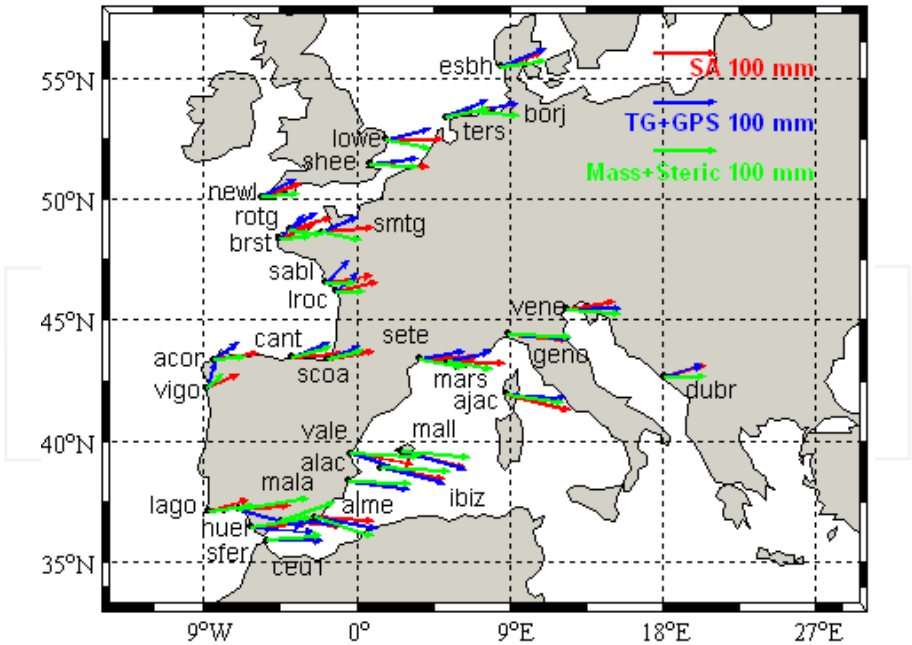 55°N
50°N
45°N
40°N
35°N
9°W
0°
9°E
18°E
27°E
SA 100 mm
TG+GPS 100 mm
Mass+Steric 100 mm
esbh
borj
ters
lowe
shee
newl
rotg
smtg
brst
sabl
lroc
vene
cant
sete
geno
acor
scoa
mars
dubr
vigo
ajac
vale
mall
alac
mala
ibiz
lago
alme
huel
sfer
ceu1